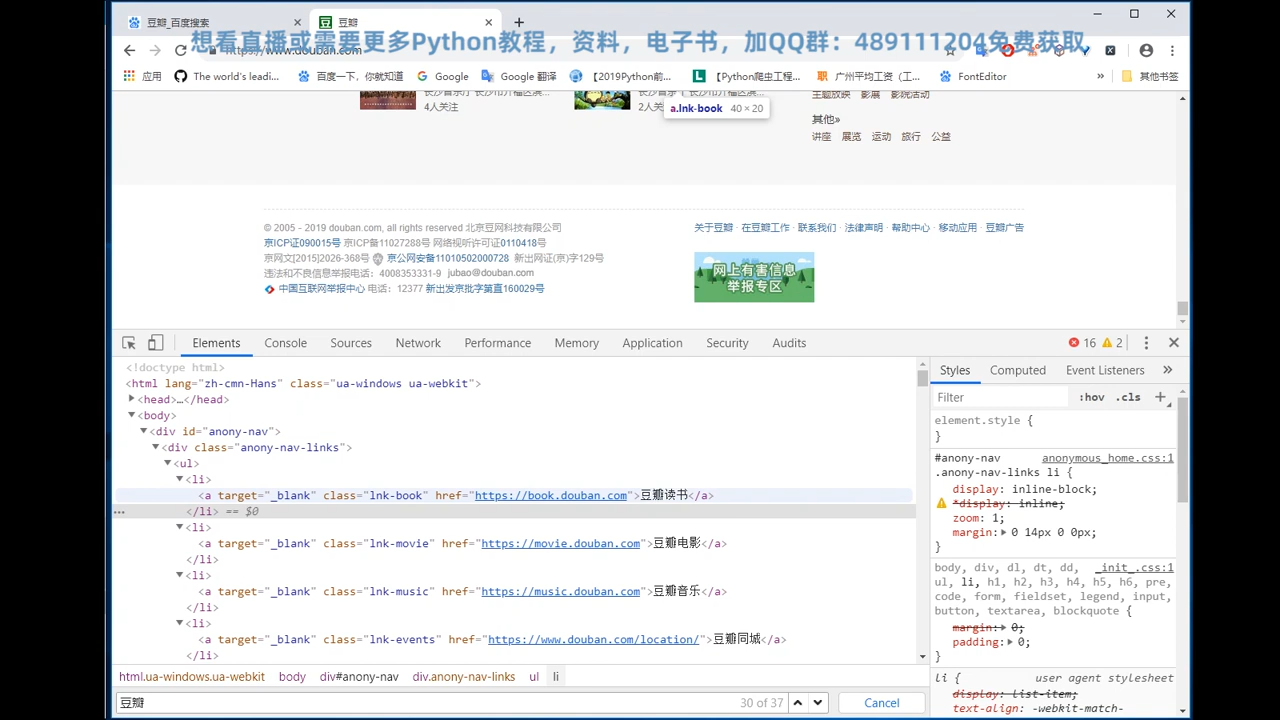 豆瓣_百度搜索
豆瓣
https://www.douban.com
想看直播或需要更多Python教程，资料，电子书，加QQ群：489111204免费获取
应用
The world's leadi...
百度一下，你就知道
Google
Google 翻译
【2019Python前...
【Python爬虫工程...
广州平均工资（工...
FontEditor
»
其他书签
长沙音乐厅 长沙市开福区滨...
4人关注
2人关
a.lnk-book 40 × 20
主题放映 影展 影院活动
其他»
讲座 展览 运动 旅行 公益
© 2005 - 2019 douban.com, all rights reserved 北京豆网科技有限公司
京ICP证090015号 京ICP备11027288号 网络视听许可证0110418号
京网文[2015]2026-368号 京公网安备11010502000728 新出网证(京)字129号
违法和不良信息举报电话：4008353331-9 jubao@douban.com
中国互联网举报中心 电话：12377 新出发京批字第直160029号
关于豆瓣 · 在豆瓣工作 · 联系我们 · 法律声明 · 帮助中心 · 移动应用 · 豆瓣广告
网上有害信息
举报专区
Elements Console Sources Network Performance Memory Application Security Audits
16 2
<!doctype html>
<html lang="zh-cmn-Hans" class="ua-windows ua-webkit">
<head>…</head>
<body>
<div id="anony-nav">
<div class="anony-nav-links">
<ul>
<li>
<a target="_blank" class="lnk-book" href="https://book.douban.com">豆瓣读书</a>
</li> == $0
<li>
<a target="_blank" class="lnk-movie" href="https://movie.douban.com">豆瓣电影</a>
</li>
<li>
<a target="_blank" class="lnk-music" href="https://music.douban.com">豆瓣音乐</a>
</li>
<li>
<a target="_blank" class="lnk-events" href="https://www.douban.com/location/">豆瓣同城</a>
</li>
html.ua-windows.ua-webkit body div#anony-nav div.anony-nav-links ul li
豆瓣
30 of 37
Cancel
Styles Computed Event Listeners »
Filter
:hov .cls +
element.style {
}
#anony-nav anonymous_home.css:1
.anony-nav-links li {
display: inline-block;
*display: inline;
zoom: 1;
margin: 0 14px 0 0px;
}
body, div, dl, dt, dd, _init_.css:1
ul, li, h1, h2, h3, h4, h5, h6, pre,
code, form, fieldset, legend, input,
button, textarea, blockquote {
margin: 0;
padding: 0;
}
li { user agent stylesheet
display: list-item;
text-align: -webkit-match-